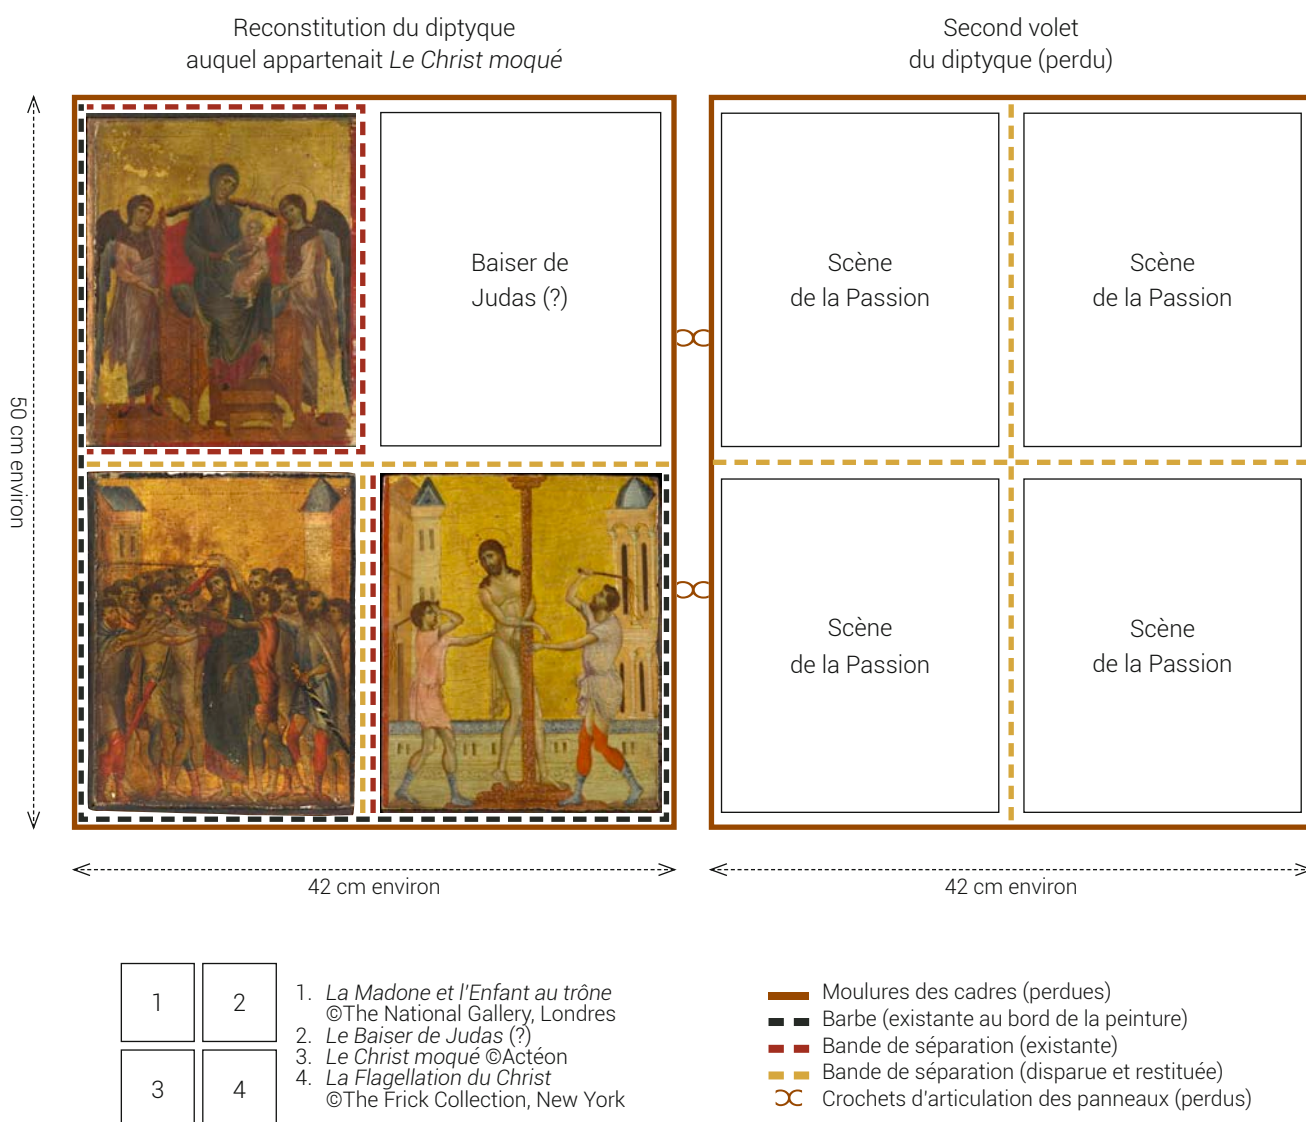 Reconstitution du diptyque
auquel appartenait Le Christ moqué
Second volet
du diptyque (perdu)
50 cm environ
Baiser de
Judas (?)
Scène
de la Passion
Scène
de la Passion
Scène
de la Passion
Scène
de la Passion
42 cm environ
42 cm environ
1
2
3
4
1. La Madone et l'Enfant au trône
©The National Gallery, Londres
2. Le Baiser de Judas (?)
3. Le Christ moqué ©Actéon
4. La Flagellation du Christ
©The Frick Collection, New York
Moulures des cadres (perdues)
Barbe (existante au bord de la peinture)
Bande de séparation (existante)
Bande de séparation (disparue et restituée)
Crochets d'articulation des panneaux (perdus)